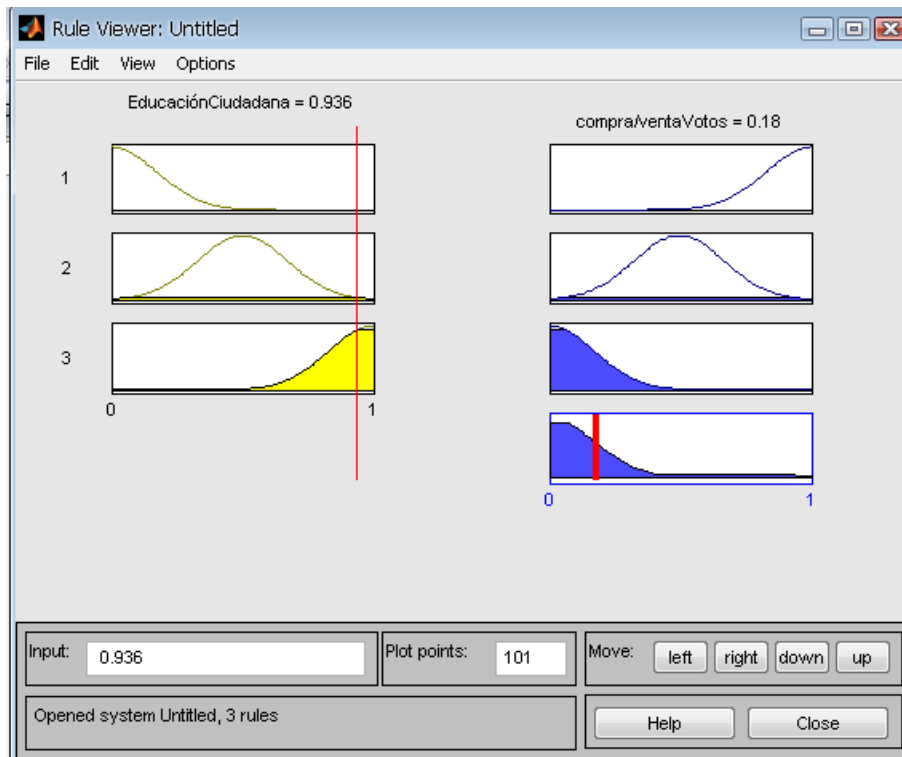 Rule Viewer: Untitled
File Edit View Options
EducaciónCiudadana = 0.936
compra/ventaVotos = 0.18
1
2
3
0 1
0 1
Input: 0.936
Plot points: 101
Move: left right down up
Opened system Untitled, 3 rules
Help Close